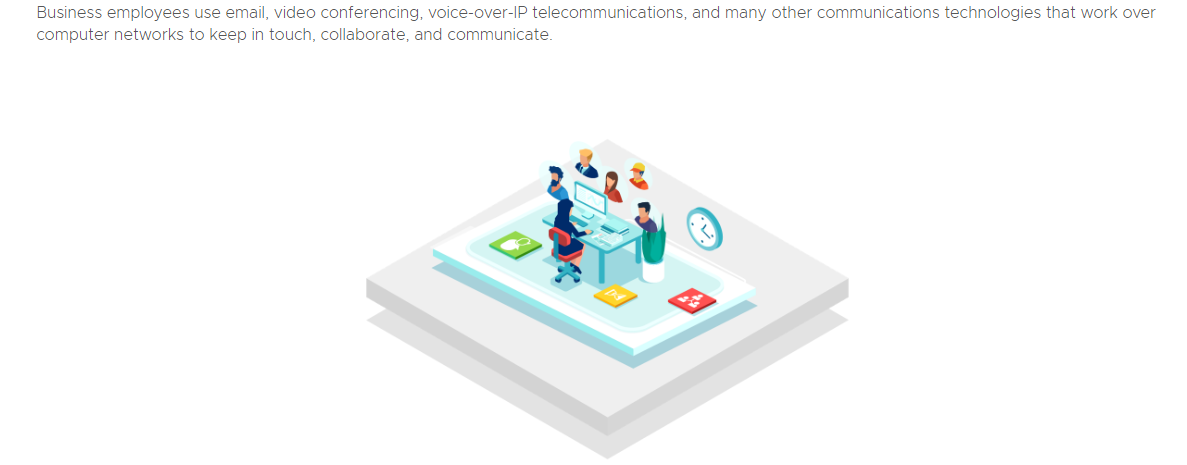 Business employees use email, video conferencing, voice-over-IP telecommunications, and many other communications technologies that work over
computer networks to keep in touch, collaborate, and communicate.